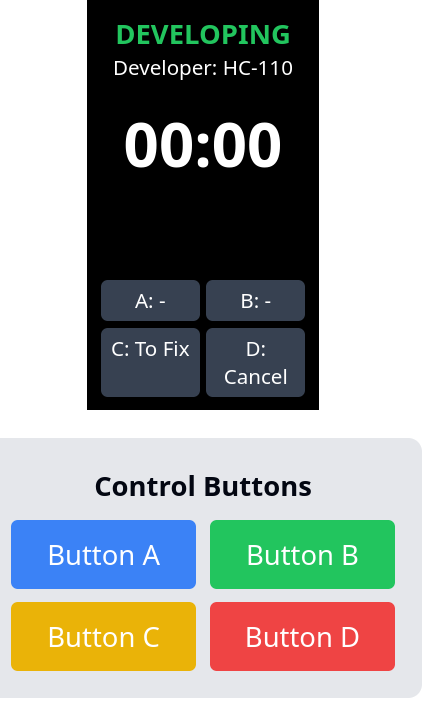 DEVELOPING
Developer: HC-110
00:00
A: -
B: -
C: To Fix
D:
Cancel
Control Buttons
Button A
Button B
Button C
Button D